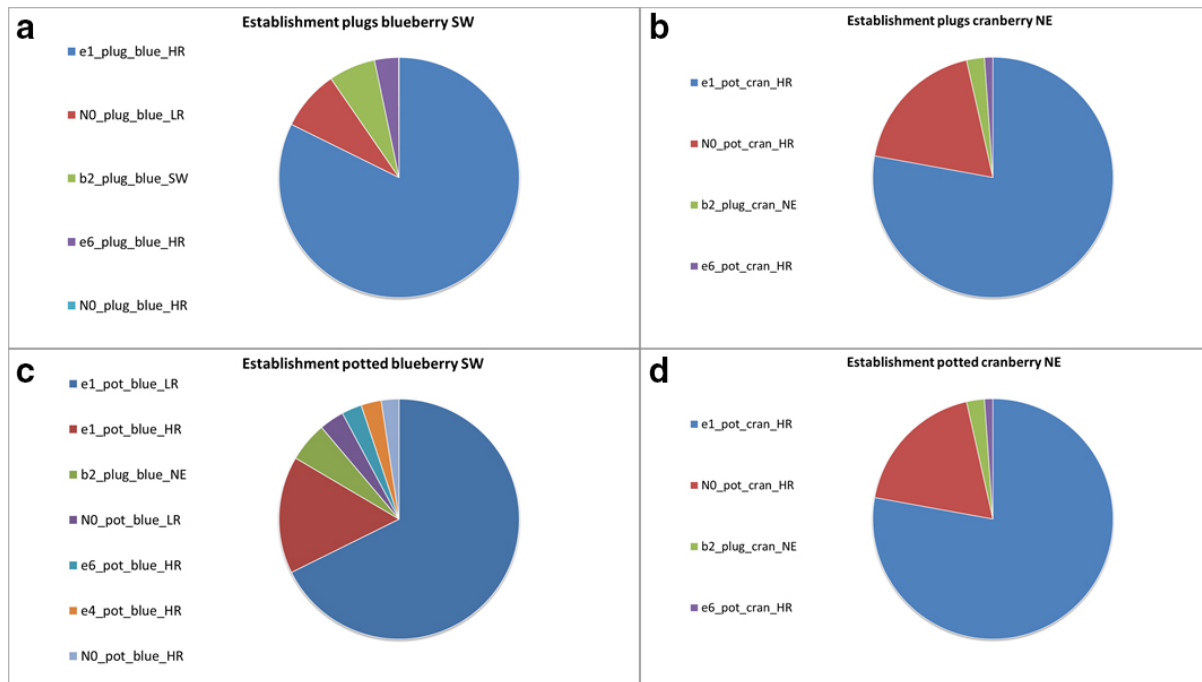 a
Establishment plugs blueberry SW
e1_plug_blue_HR
N0_plug_blue_LR
b2_plug_blue_SW
e6_plug_blue_HR
N0_plug_blue_HR
b
Establishment plugs cranberry NE
e1_pot_cran_HR
N0_pot_cran_HR
b2_plug_cran_NE
e6_pot_cran_HR
c
Establishment potted blueberry SW
e1_pot_blue_LR
e1_pot_blue_HR
b2_plug_blue_NE
N0_pot_blue_LR
e6_pot_blue_HR
e4_pot_blue_HR
N0_pot_blue_HR
d
Establishment potted cranberry NE
e1_pot_cran_HR
N0_pot_cran_HR
b2_plug_cran_NE
e6_pot_cran_HR